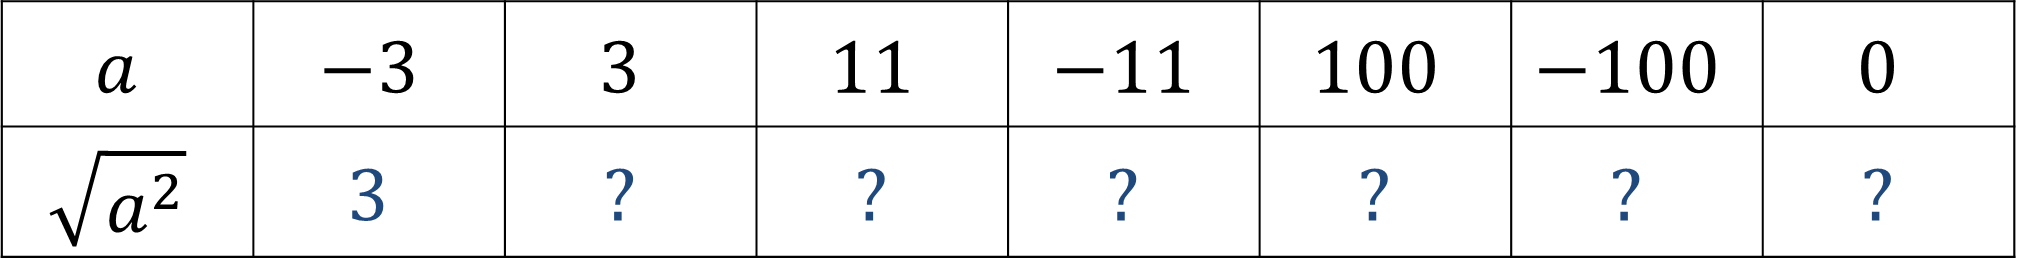 a −3 3 11 −11 100 −100 0
√a² 3 ? ? ? ? ? ?